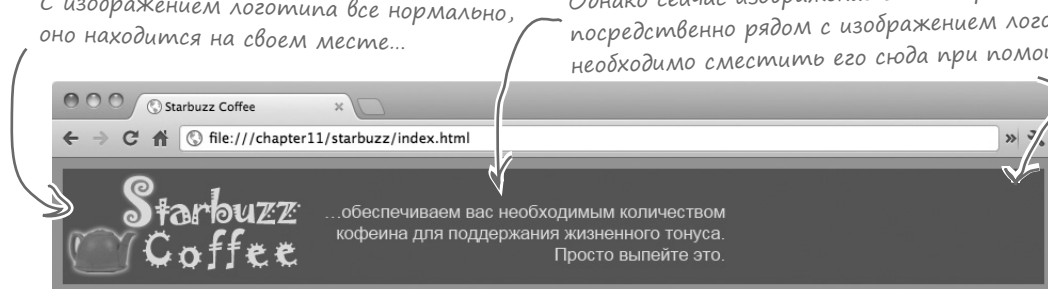 С изображением логотипа все нормально,
оно находится на своем месте...
Однако сейчас
посредственно рядом с изображением
необходимо сместить его сюда при
Starbuzz Coffee
file:///chapter11/starbuzz/index.html
Starbuzz
Coffee
...обеспечиваем вас необходимым количеством
кофеина для поддержания жизненного тонуса.
Просто выпейте это.